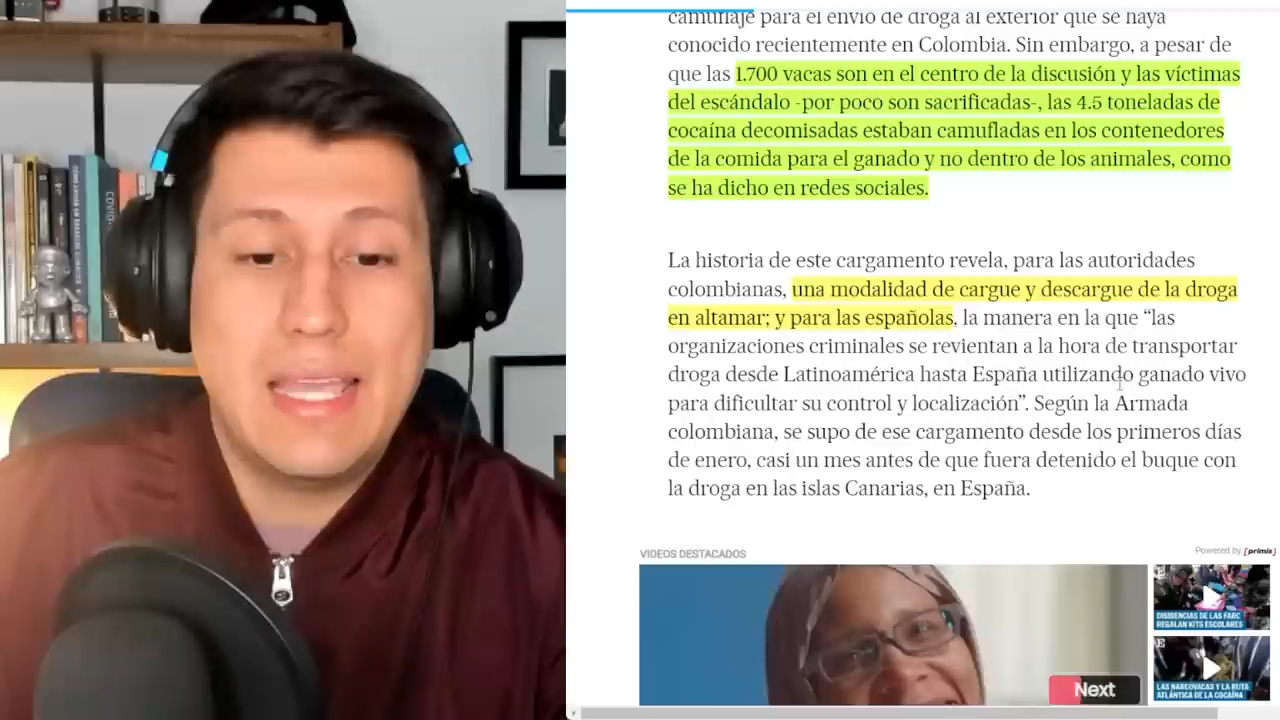 camuflaje para el envío de droga al exterior que se haya
conocido recientemente en Colombia. Sin embargo, a pesar de
que las 1.700 vacas son en el centro de la discusión y las víctimas
del escándalo -por poco son sacrificadas-, las 4.5 toneladas de
cocaína decomisadas estaban camufladas en los contenedores
de la comida para el ganado y no dentro de los animales, como
se ha dicho en redes sociales.
La historia de este cargamento revela, para las autoridades
colombianas, una modalidad de cargue y descargue de la droga
en altamar; y para las españolas, la manera en la que “las
organizaciones criminales se revientan a la hora de transportar
droga desde Latinoamérica hasta España utilizando ganado vivo
para dificultar su control y localización”. Según la Armada
colombiana, se supo de ese cargamento desde los primeros días
de enero, casi un mes antes de que fuera detenido el buque con
la droga en las islas Canarias, en España.
VIDEOS DESTACADOS
Powered by [primis]
DISIDENCIAS DE LAS FARC
REGALAN KITS ESCOLARES
Next
LAS NARCOVACAS Y LA RUTA
ATLÁNTICA DE LA COCAÍNA
COVID-